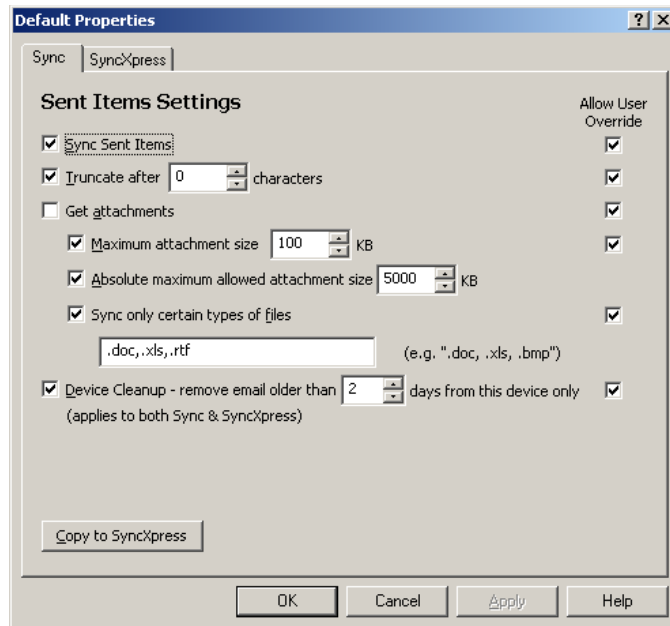 Default Properties
Sync SyncXpress
Sent Items Settings
Allow User
Override
Sync Sent Items
Truncate after 0 characters
Get attachments
Maximum attachment size 100 KB
Absolute maximum allowed attachment size 5000 KB
Sync only certain types of files
.doc,.xls,.rtf (e.g. ".doc, .xls, .bmp")
Device Cleanup - remove email older than 2 days from this device only
(applies to both Sync & SyncXpress)
Copy to SyncXpress
OK Cancel Apply Help